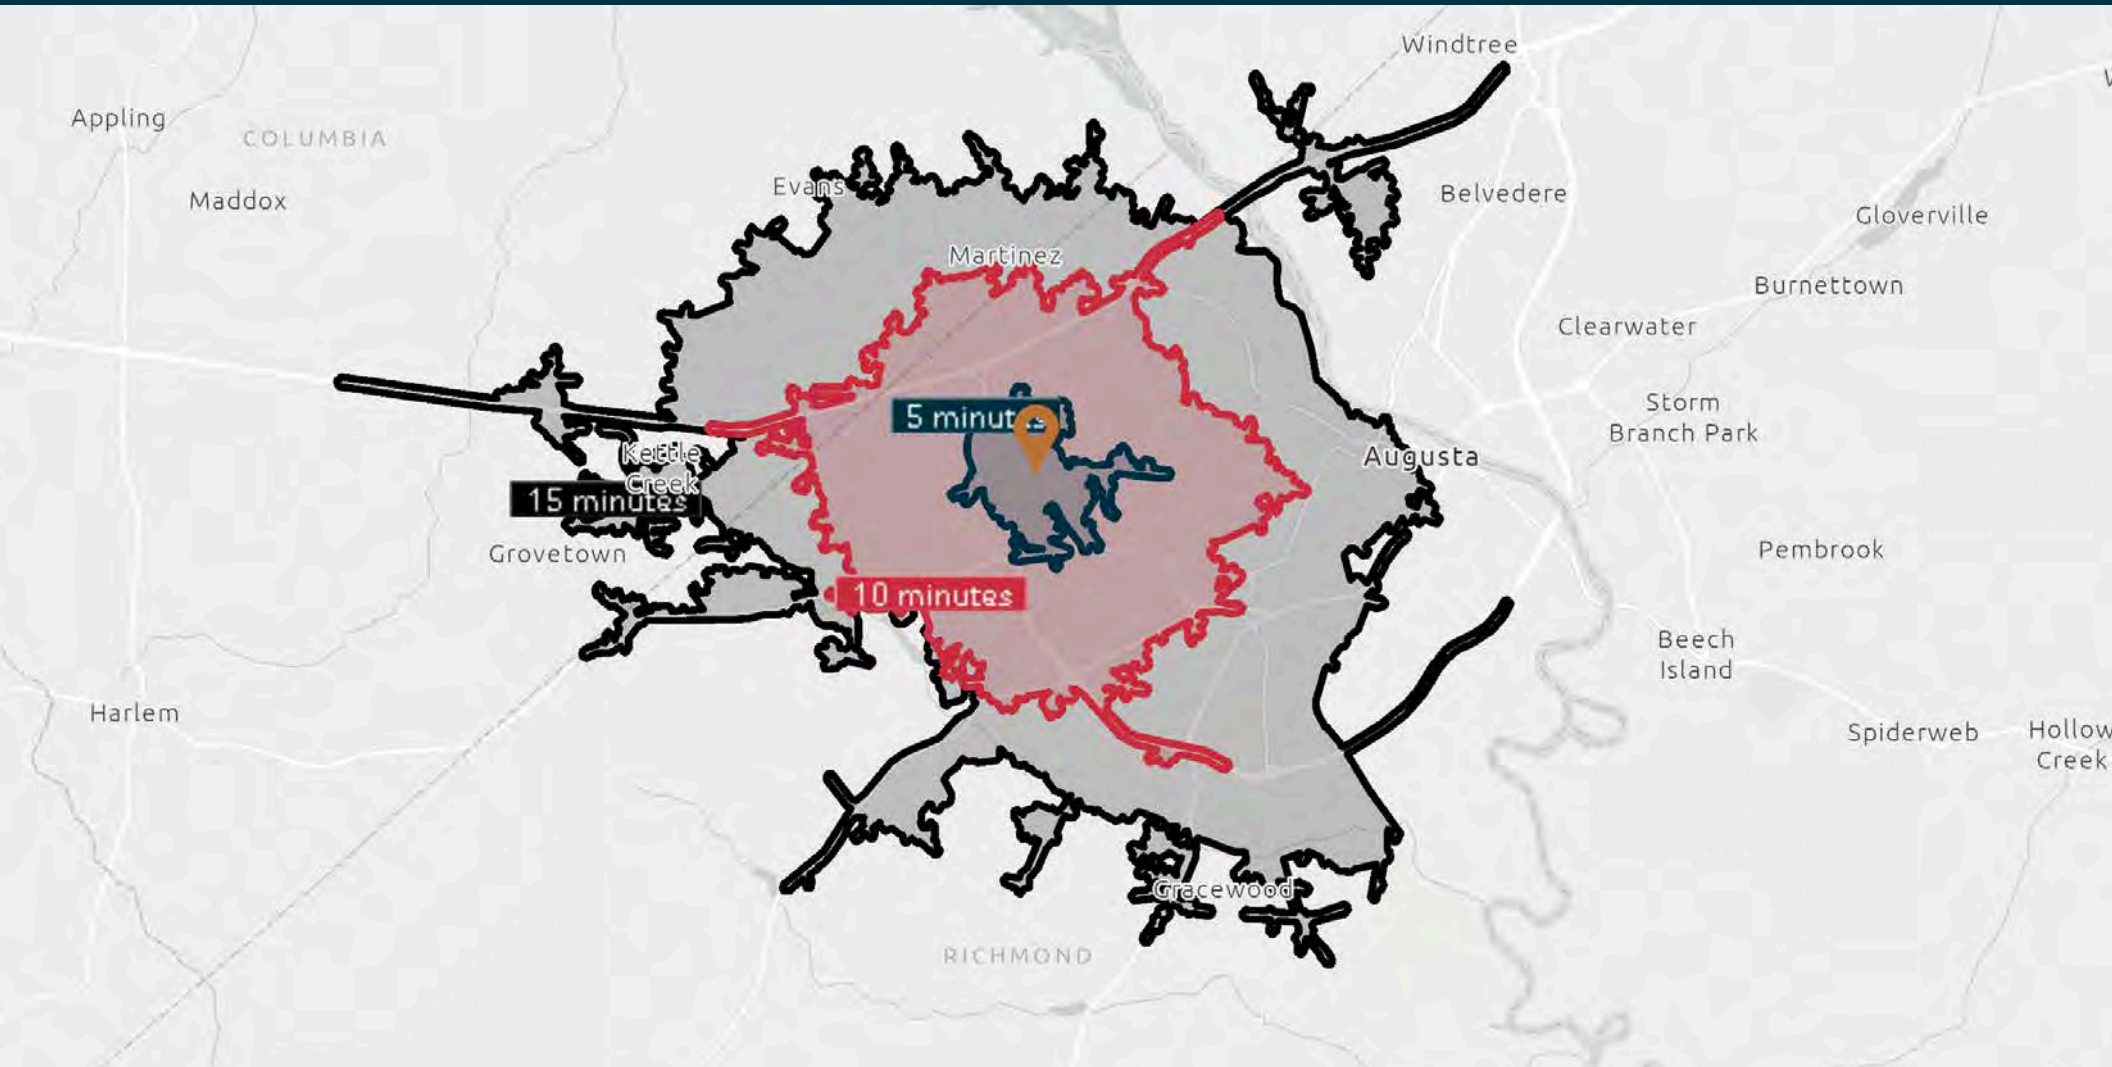 Windtree
Appling
COLUMBIA
Evans
Maddox
Belvedere
Gloverville
Martinez
Burnettown
Clearwater
5 minutes
Storm
Branch Park
Kettle
Creek
Augusta
15 minutes
Grovetown
Pembrook
10 minutes
Beech
Island
Harlem
Spiderweb
Hollow
Creek
Gracewood
RICHMOND